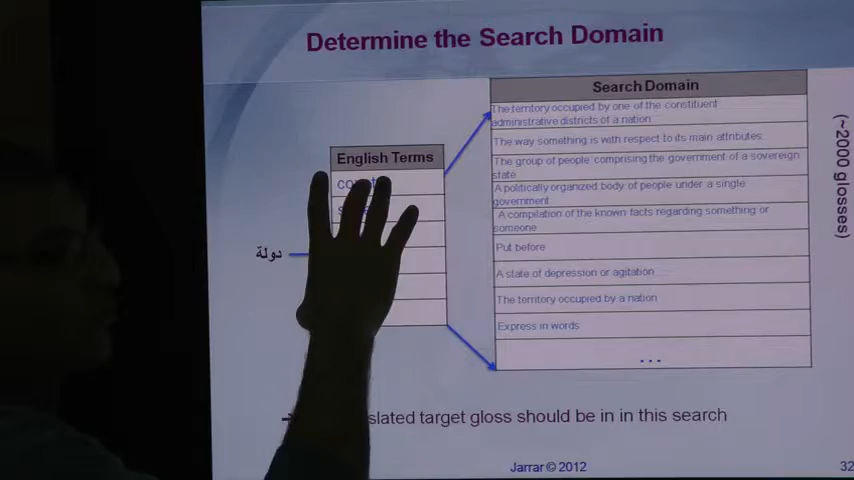 Determine the Search Domain
Search Domain
The territory occupied by one of the constituent
administrative districts of a nation
The way something is with respect to its main attributes.
The group of people comprising the government of a sovereign
state
A politically organized body of people under a single
government
A compilation of the known facts regarding something or
someone
Put before
A state of depression or agitation
The territory occupied by a nation
Express in words
...
(~2000 glosses)
English Terms
دولة
slated target gloss should be in in this search
Jarrar © 2012
32